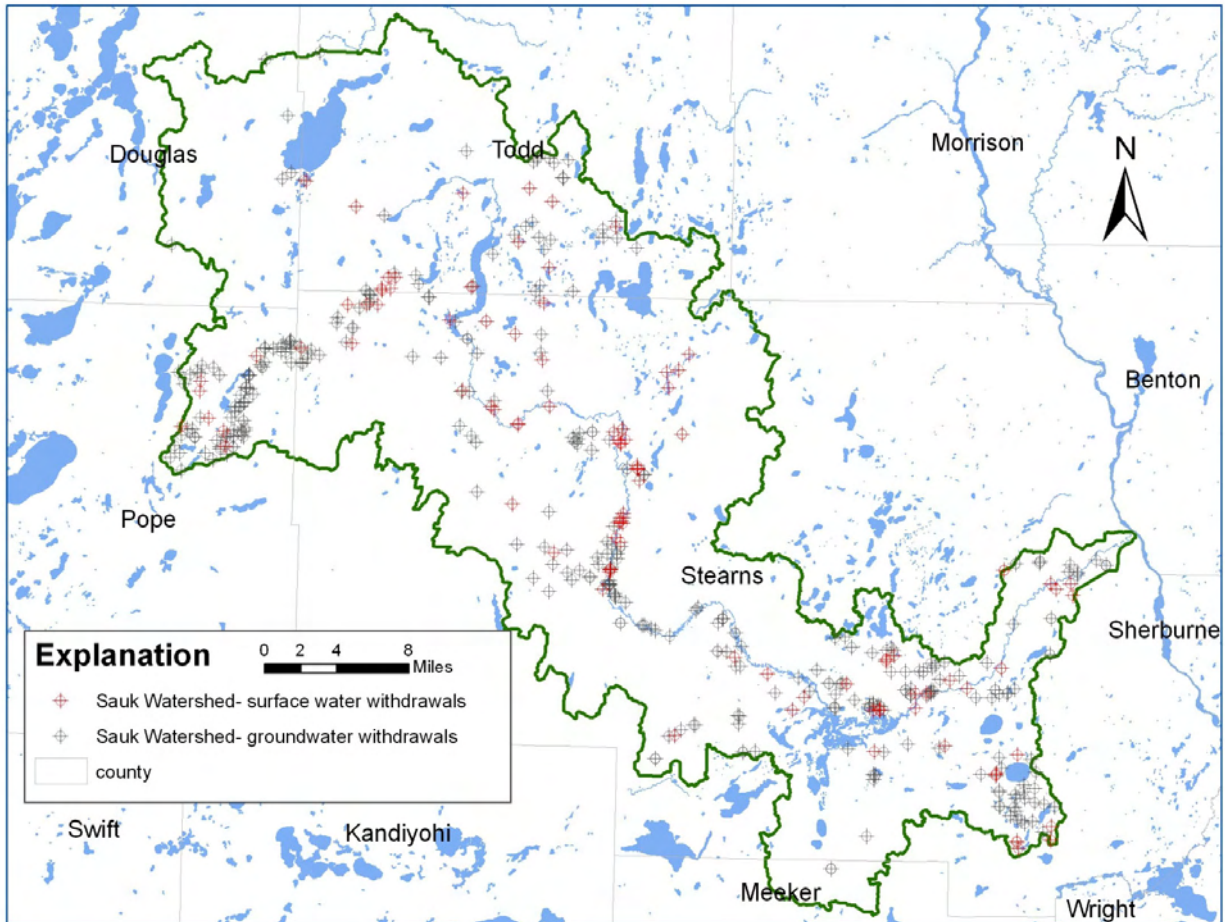 Douglas
Todd
Morrison
N
Benton
Pope
Stearns
Sherburne
Explanation
0 2 4 8
Miles
Sauk Watershed- surface water withdrawals
Sauk Watershed- groundwater withdrawals
county
Swift
Kandiyohi
Meeker
Wright